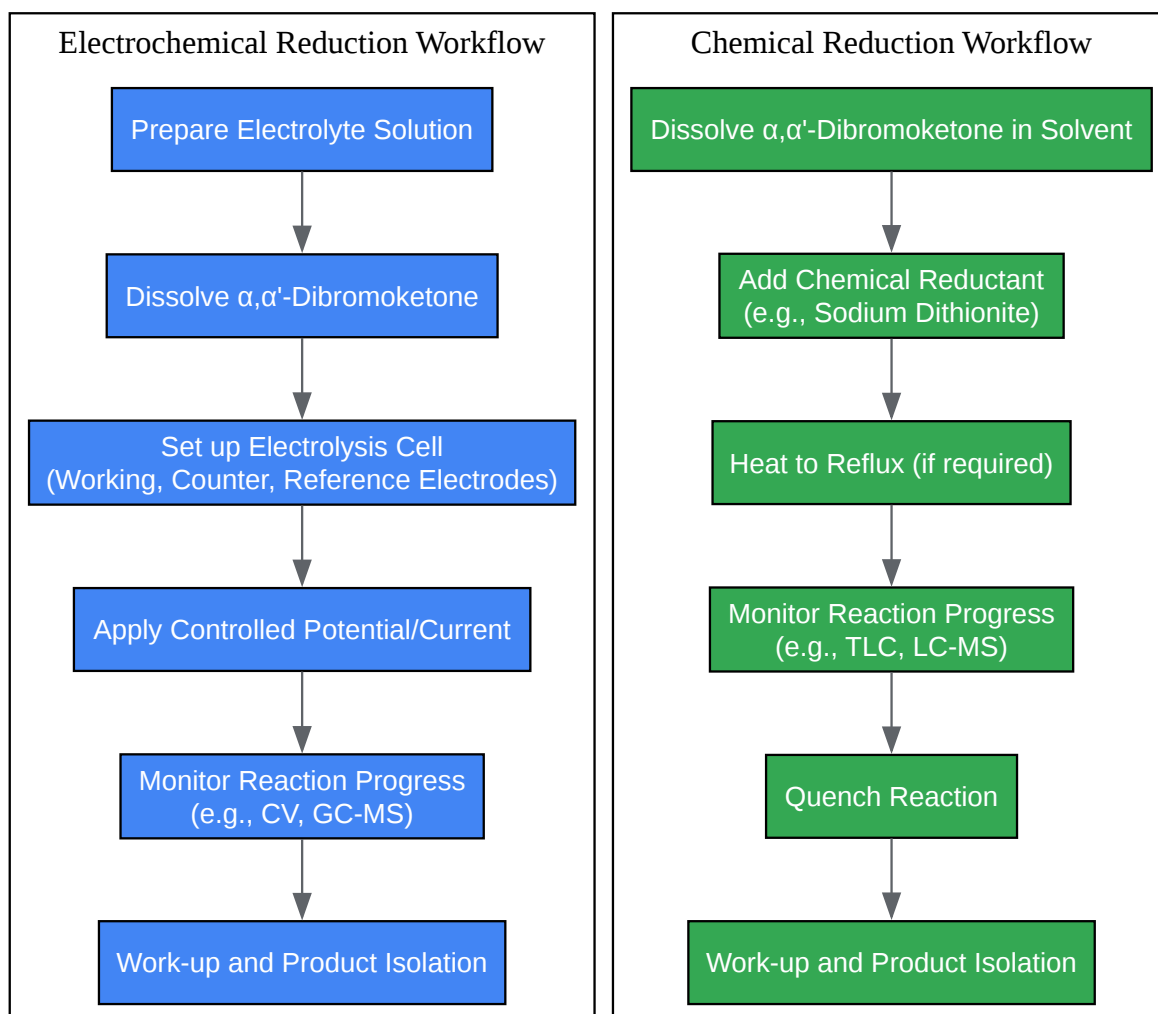 Electrochemical Reduction Workflow
Prepare Electrolyte Solution
Dissolve α,α'-Dibromoketone
Set up Electrolysis Cell
(Working, Counter, Reference Electrodes)
Apply Controlled Potential/Current
Monitor Reaction Progress
(e.g., CV, GC-MS)
Work-up and Product Isolation
Chemical Reduction Workflow
Dissolve α,α'-Dibromoketone in Solvent
Add Chemical Reductant
(e.g., Sodium Dithionite)
Heat to Reflux (if required)
Monitor Reaction Progress
(e.g., TLC, LC-MS)
Quench Reaction
Work-up and Product Isolation